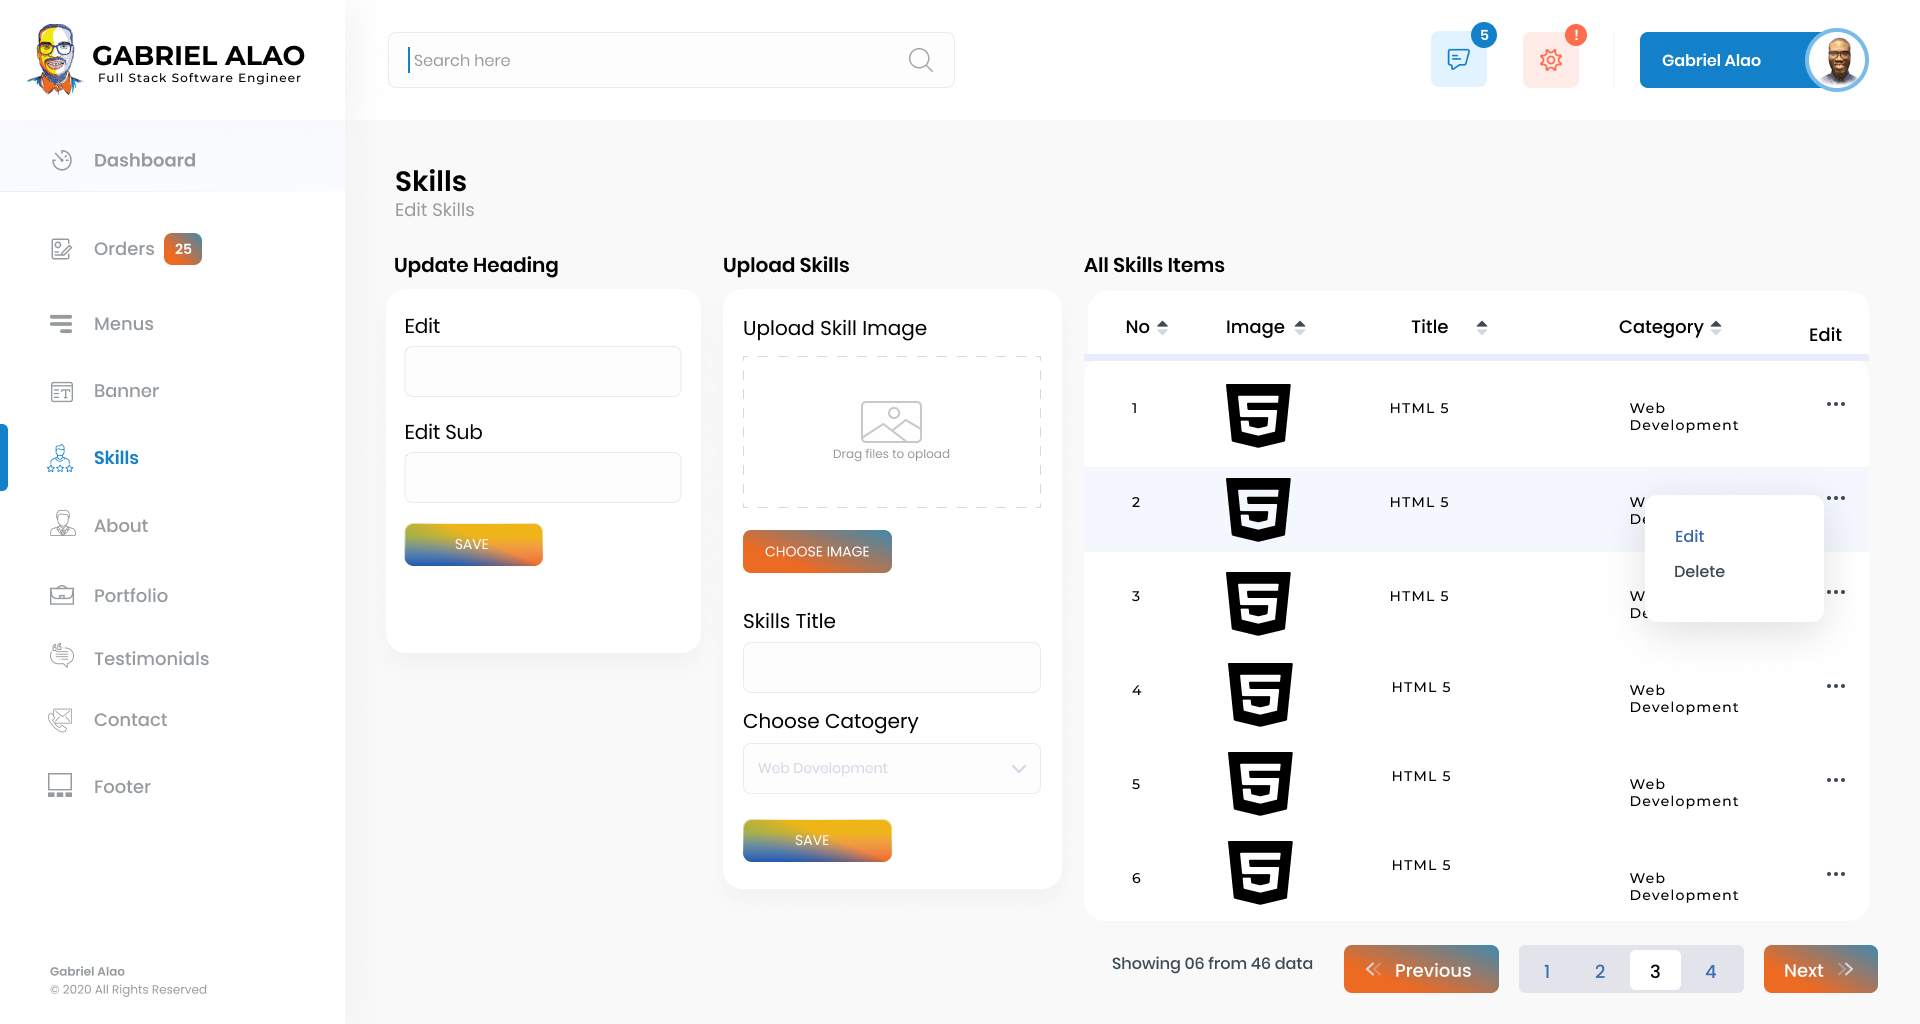 GABRIEL ALAO
Full Stack Software Engineer
Search here
5
!
Gabriel Alao
Dashboard
Orders 25
Menus
Banner
Skills
About
Portfolio
Testimonials
Contact
Footer
Gabriel Alao
© 2020 All Rights Reserved
Skills
Edit Skills
Update Heading
Edit
Edit Sub
SAVE
Upload Skills
Upload Skill Image
Drag files to upload
CHOOSE IMAGE
Skills Title
Choose Catogery
Web Development
SAVE
All Skills Items
No Image Title Category Edit
1 HTML 5 Web
Development
2 HTML 5
3 HTML 5
Edit
Delete
4 HTML 5 Web
Development
5 HTML 5 Web
Development
6 HTML 5 Web
Development
Showing 06 from 46 data
Previous 1 2 3 4 Next